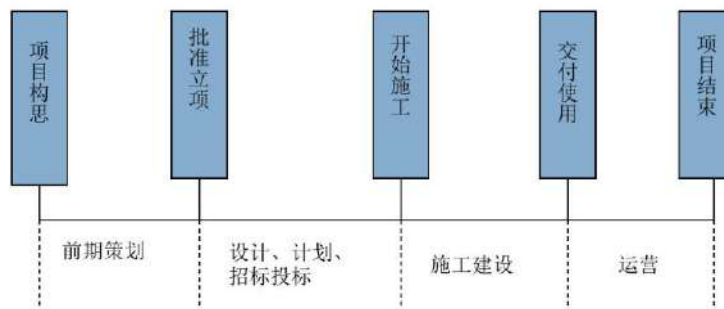 项目构思
批准立项
开始施工
交付使用
项目结束
前期策划
设计、计划、
招标投标
施工建设
运营